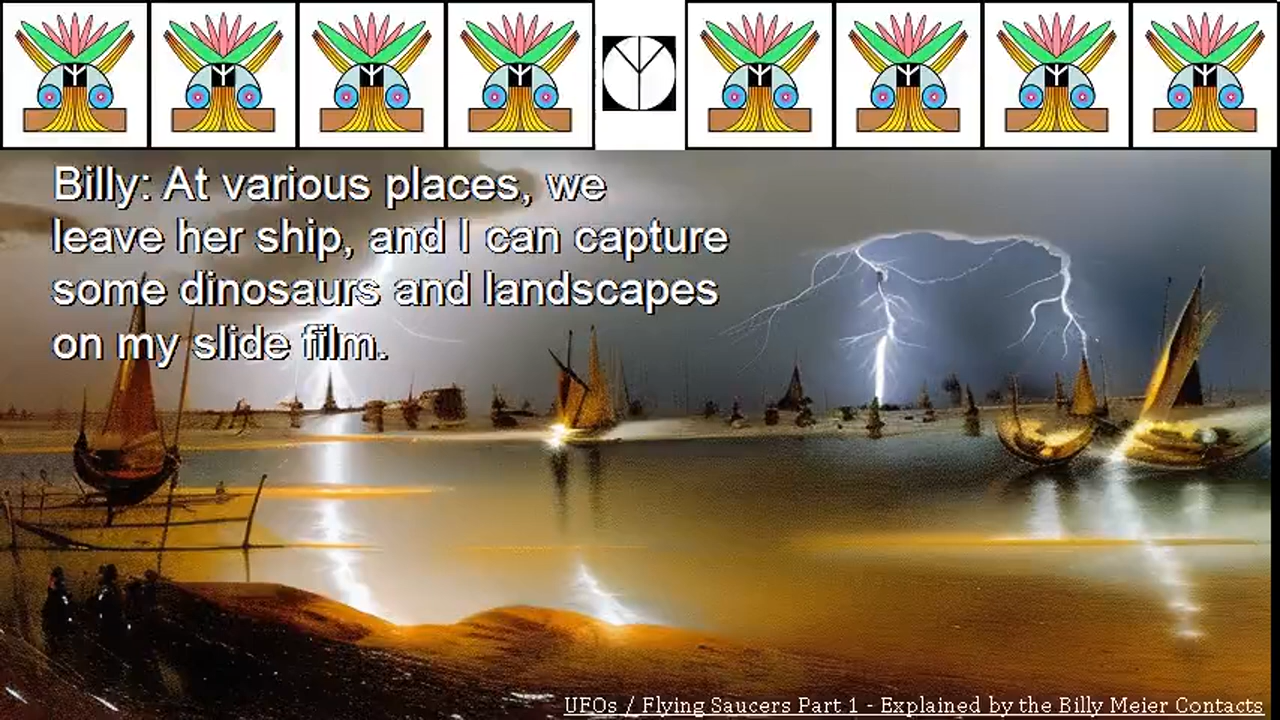 Billy: At various places, we
leave her ship, and I can capture
some dinosaurs and landscapes
on my slide film.
UFOs / Flying Saucers Part 1 - Explained by the Billy Meier Contacts